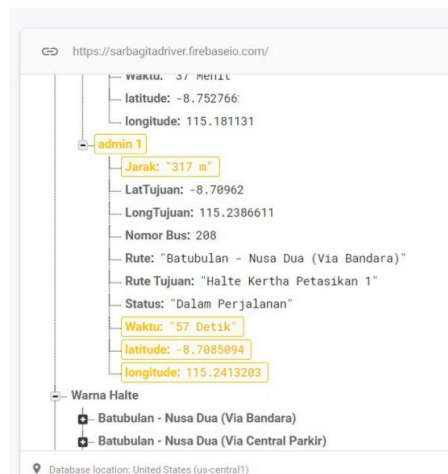 https://sarbagitadriver.firebaseio.com/
Waktu: "37 Menit"
latitude: -8.752766
longitude: 115.181131
admin 1
Jarak: "317 m"
LatTujuan: -8.70962
LongTujuan: 115.2386611
Nomor Bus: 208
Rute: "Batubulan - Nusa Dua (Via Bandara)"
Rute Tujuan: "Halte Kertha Petasikan 1"
Status: "Dalam Perjalanan"
Waktu: "57 Detik"
latitude: -8.7085094
longitude: 115.2413203
Warna Halte
Batubulan - Nusa Dua (Via Bandara)
Batubulan - Nusa Dua (Via Central Parkir)
Database location: United States (us-central1)